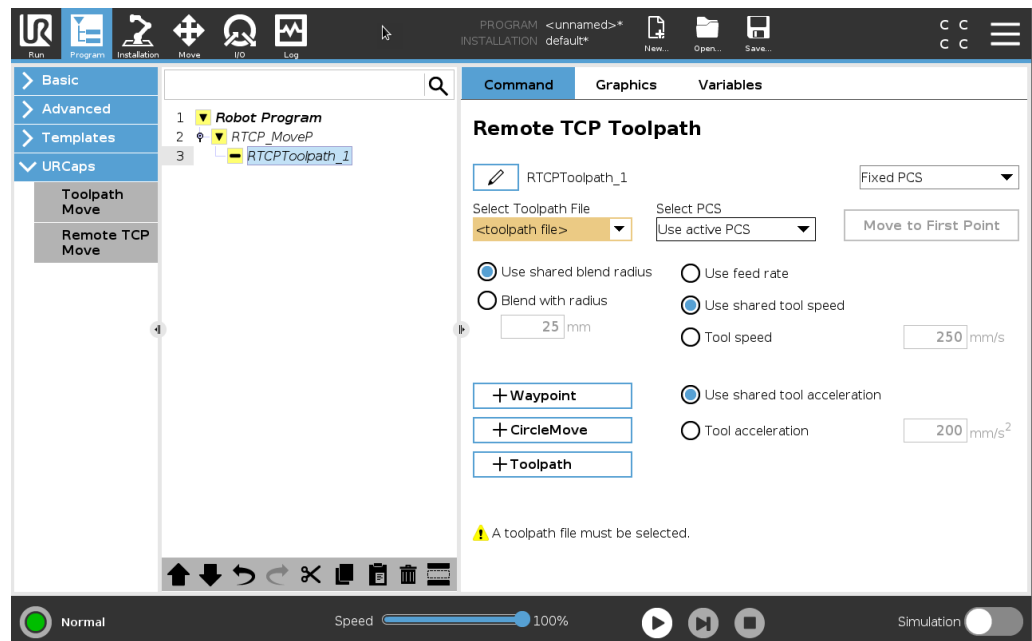 UR
Run
Program
Installation
Move
I/O
Log
PROGRAM <unnamed>*
INSTALLATION default*
New...
Open...
Save...
C C
C C
Basic
Advanced
Templates
URCaps
Toolpath
Move
Remote TCP
Move
1 Robot Program
2 RTCP_MoveP
3 RTCPToolpath_1
Command Graphics Variables
Remote TCP Toolpath
RTCPToolpath_1
Fixed PCS
Select Toolpath File
Select PCS
<toolpath file>
Use active PCS
Move to First Point
Use shared blend radius
Use feed rate
Blend with radius
Use shared tool speed
25 mm
Tool speed
250 mm/s
+Waypoint
Use shared tool acceleration
+CircleMove
Tool acceleration
200 mm/s2
+Toolpath
A toolpath file must be selected.
Normal
Speed
100%
Simulation